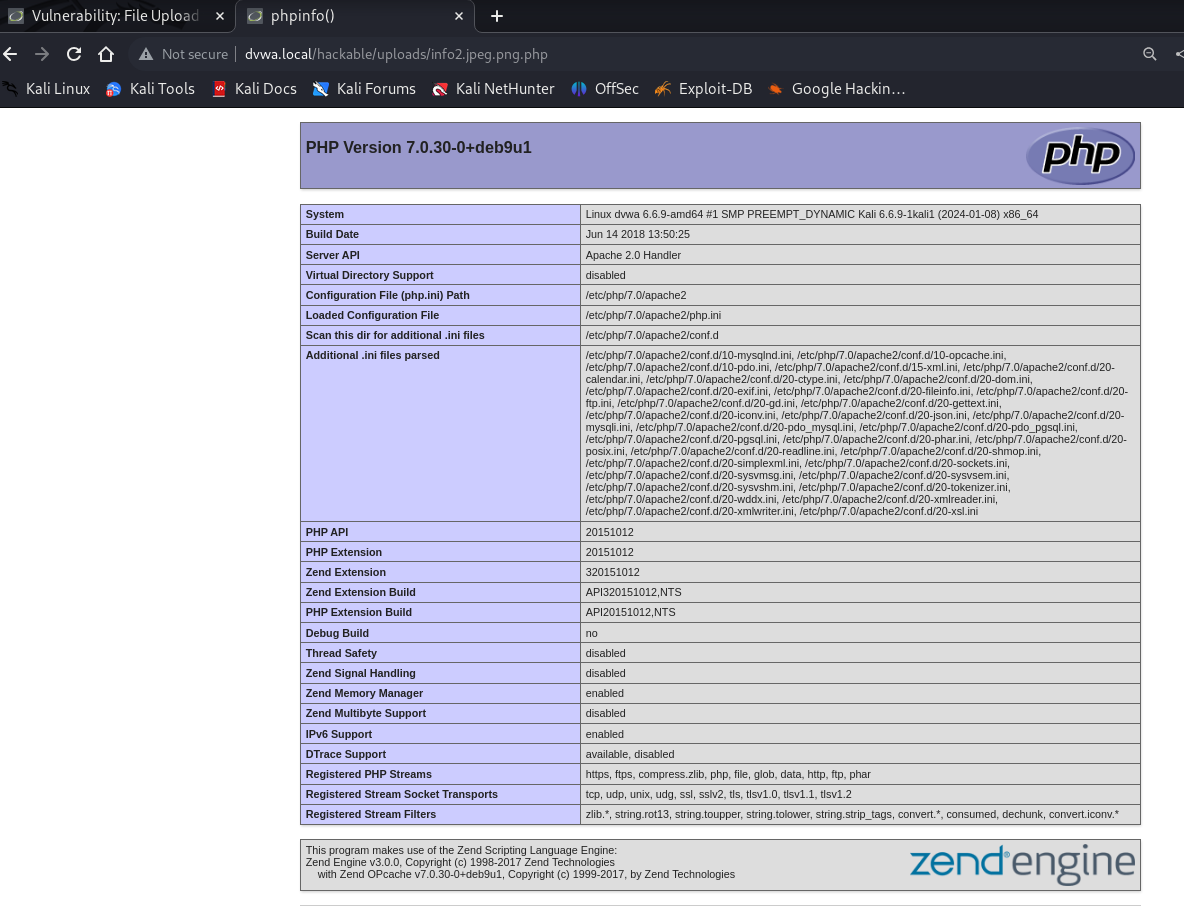 Vulnerability: File Upload
phpinfo()
Not secure dvwa.local/hackable/uploads/info2.jpeg.png.php
Kali Linux Kali Tools Kali Docs Kali Forums Kali NetHunter OffSec Exploit-DB Google Hackin…
PHP Version 7.0.30-0+deb9u1
php
System Linux dvwa 6.6.9-amd64 #1 SMP PREEMPT_DYNAMIC Kali 6.6.9-1kali1 (2024-01-08) x86_64
Build Date Jun 14 2018 13:50:25
Server API Apache 2.0 Handler
Virtual Directory Support disabled
Configuration File (php.ini) Path /etc/php/7.0/apache2
Loaded Configuration File /etc/php/7.0/apache2/php.ini
Scan this dir for additional .ini files /etc/php/7.0/apache2/conf.d
Additional .ini files parsed /etc/php/7.0/apache2/conf.d/10-mysqlnd.ini, /etc/php/7.0/apache2/conf.d/10-opcache.ini,
/etc/php/7.0/apache2/conf.d/10-pdo.ini, /etc/php/7.0/apache2/conf.d/15-xml.ini, /etc/php/7.0/apache2/conf.d/20-
calendar.ini, /etc/php/7.0/apache2/conf.d/20-ctype.ini, /etc/php/7.0/apache2/conf.d/20-dom.ini,
/etc/php/7.0/apache2/conf.d/20-exif.ini, /etc/php/7.0/apache2/conf.d/20-fileinfo.ini, /etc/php/7.0/apache2/conf.d/20-
ftp.ini, /etc/php/7.0/apache2/conf.d/20-gd.ini, /etc/php/7.0/apache2/conf.d/20-gettext.ini,
/etc/php/7.0/apache2/conf.d/20-iconv.ini, /etc/php/7.0/apache2/conf.d/20-json.ini, /etc/php/7.0/apache2/conf.d/20-
mysqli.ini, /etc/php/7.0/apache2/conf.d/20-pdo_mysql.ini, /etc/php/7.0/apache2/conf.d/20-pdo_pgsql.ini,
/etc/php/7.0/apache2/conf.d/20-pgsql.ini, /etc/php/7.0/apache2/conf.d/20-phar.ini, /etc/php/7.0/apache2/conf.d/20-
posix.ini, /etc/php/7.0/apache2/conf.d/20-readline.ini, /etc/php/7.0/apache2/conf.d/20-shmop.ini,
/etc/php/7.0/apache2/conf.d/20-simplexml.ini, /etc/php/7.0/apache2/conf.d/20-sockets.ini,
/etc/php/7.0/apache2/conf.d/20-sysvmsg.ini, /etc/php/7.0/apache2/conf.d/20-sysvsem.ini,
/etc/php/7.0/apache2/conf.d/20-sysvshm.ini, /etc/php/7.0/apache2/conf.d/20-tokenizer.ini,
/etc/php/7.0/apache2/conf.d/20-wddx.ini, /etc/php/7.0/apache2/conf.d/20-xmlreader.ini,
/etc/php/7.0/apache2/conf.d/20-xmlwriter.ini, /etc/php/7.0/apache2/conf.d/20-xsl.ini
PHP API 20151012
PHP Extension 20151012
Zend Extension 320151012
Zend Extension Build API320151012,NTS
PHP Extension Build API20151012,NTS
Debug Build no
Thread Safety disabled
Zend Signal Handling disabled
Zend Memory Manager enabled
Zend Multibyte Support disabled
IPv6 Support enabled
DTrace Support available, disabled
Registered PHP Streams https, ftps, compress.zlib, php, file, glob, data, http, ftp, phar
Registered Stream Socket Transports tcp, udp, unix, udg, ssl, sslv2, tls, tlsv1.0, tlsv1.1, tlsv1.2
Registered Stream Filters zlib.*, string.rot13, string.toupper, string.tolower, string.strip_tags, convert.*, consumed, dechunk, convert.iconv.*
This program makes use of the Zend Scripting Language Engine:
Zend Engine v3.0.0, Copyright (c) 1998-2017 Zend Technologies
with Zend OPcache v7.0.30-0+deb9u1, Copyright (c) 1999-2017, by Zend Technologies
zend®engine